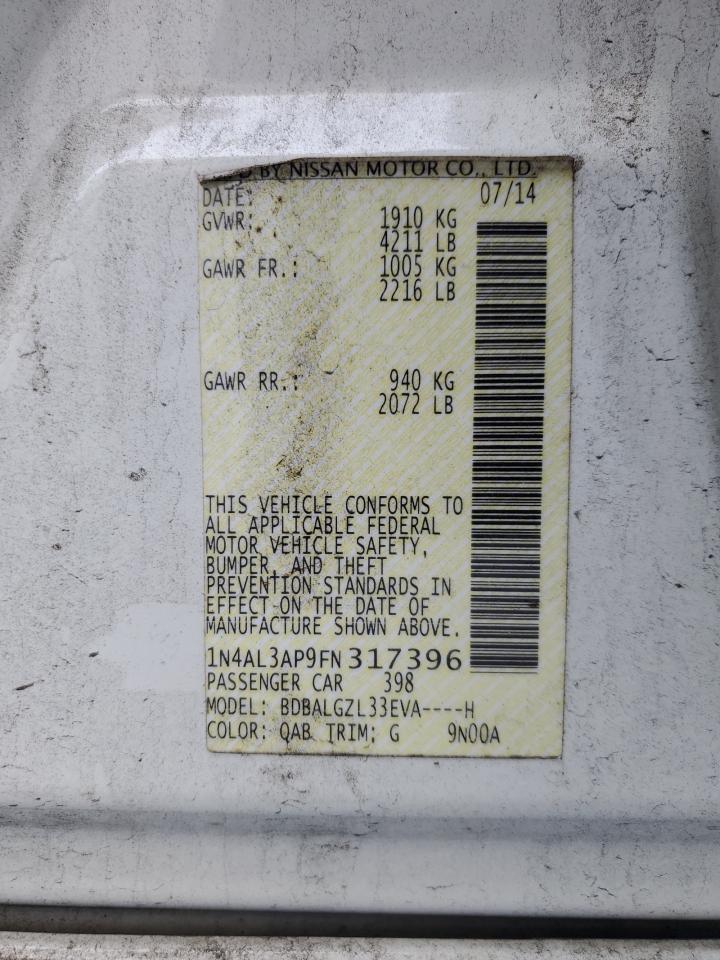 BY NISSAN MOTOR CO., LTD.
DATE: 07/14
GVWR: 1910 KG
4211 LB
GAWR FR.: 1005 KG
2216 LB
GAWR RR.: 940 KG
2072 LB
THIS VEHICLE CONFORMS TO
ALL APPLICABLE FEDERAL
MOTOR VEHICLE SAFETY,
BUMPER, AND THEFT
PREVENTION STANDARDS IN
EFFECT ON THE DATE OF
MANUFACTURE SHOWN ABOVE.
1N4AL3AP9FN317396
PASSENGER CAR 398
MODEL: BDBALGZL33EVA----H
COLOR: QAB TRIM: G 9N00A